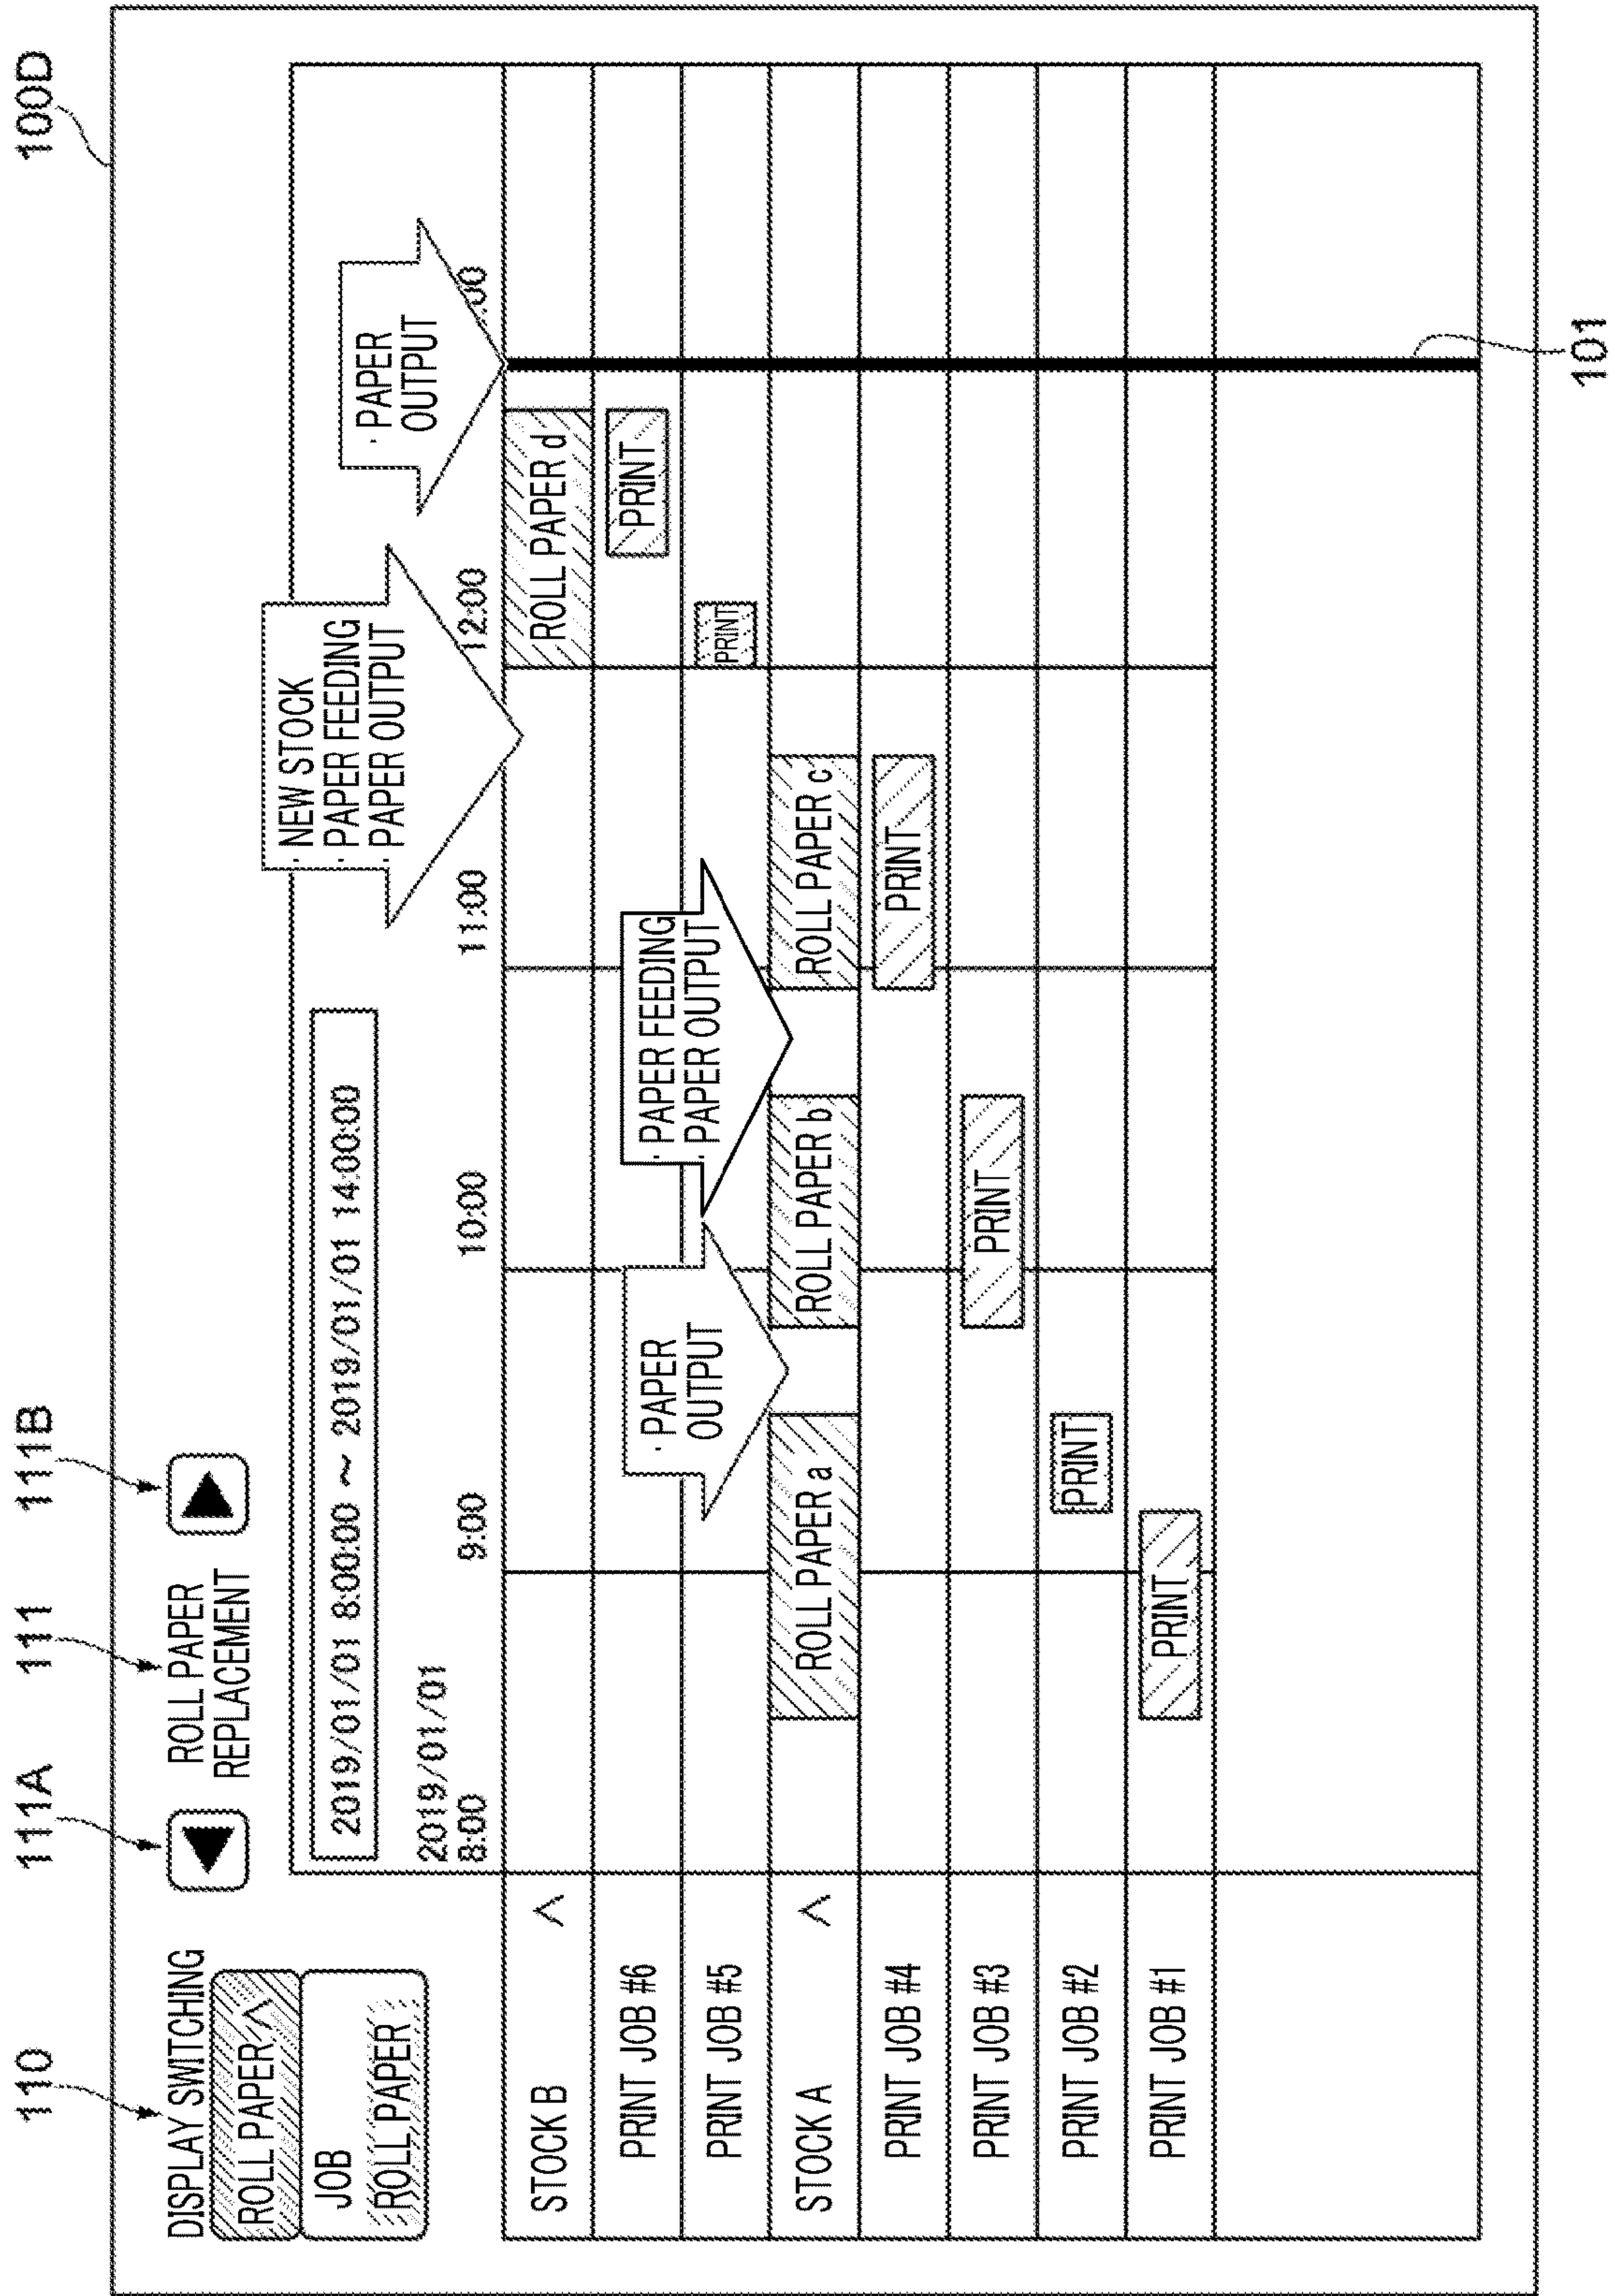 100D
110
111A
111
111B
DISPLAY SWITCHING
ROLL PAPER
JOB
ROLL PAPER
ROLL PAPER
REPLACEMENT
2019/01/01 8:00:00 ~ 2019/01/01 14:00:00
2019/01/01
8:00
9:00
10:00
11:00
12:00
:00
· NEW STOCK
· PAPER FEEDING
· PAPER OUTPUT
· PAPER
OUTPUT
STOCK B
ROLL PAPER d
PRINT JOB #6
PRINT
PRINT JOB #5
PRINT
· PAPER
OUTPUT
· PAPER FEEDING
· PAPER OUTPUT
STOCK A
ROLL PAPER a
ROLL PAPER b
ROLL PAPER c
PRINT JOB #4
PRINT
PRINT JOB #3
PRINT
PRINT JOB #2
PRINT
PRINT JOB #1
PRINT
101